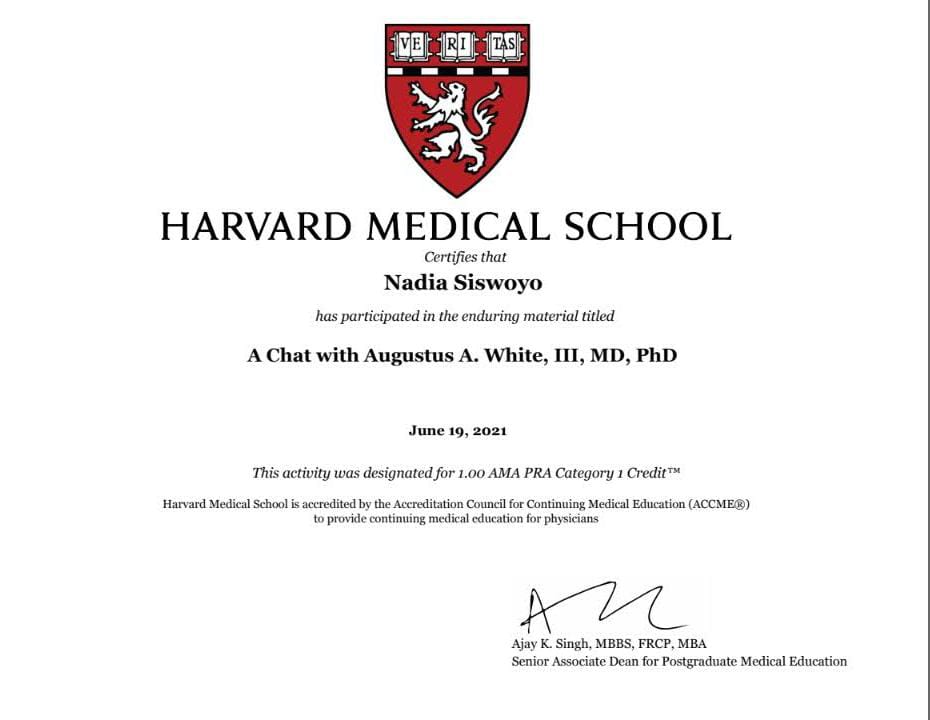 VE RI TAS
HARVARD MEDICAL SCHOOL
Certifies that
Nadia Siswoyo
has participated in the enduring material titled
A Chat with Augustus A. White, III, MD, PhD
June 19, 2021
This activity was designated for 1.00 AMA PRA Category 1 Credit™
Harvard Medical School is accredited by the Accreditation Council for Continuing Medical Education (ACCME®)
to provide continuing medical education for physicians
Ajay K. Singh, MBBS, FRCP, MBA
Senior Associate Dean for Postgraduate Medical Education